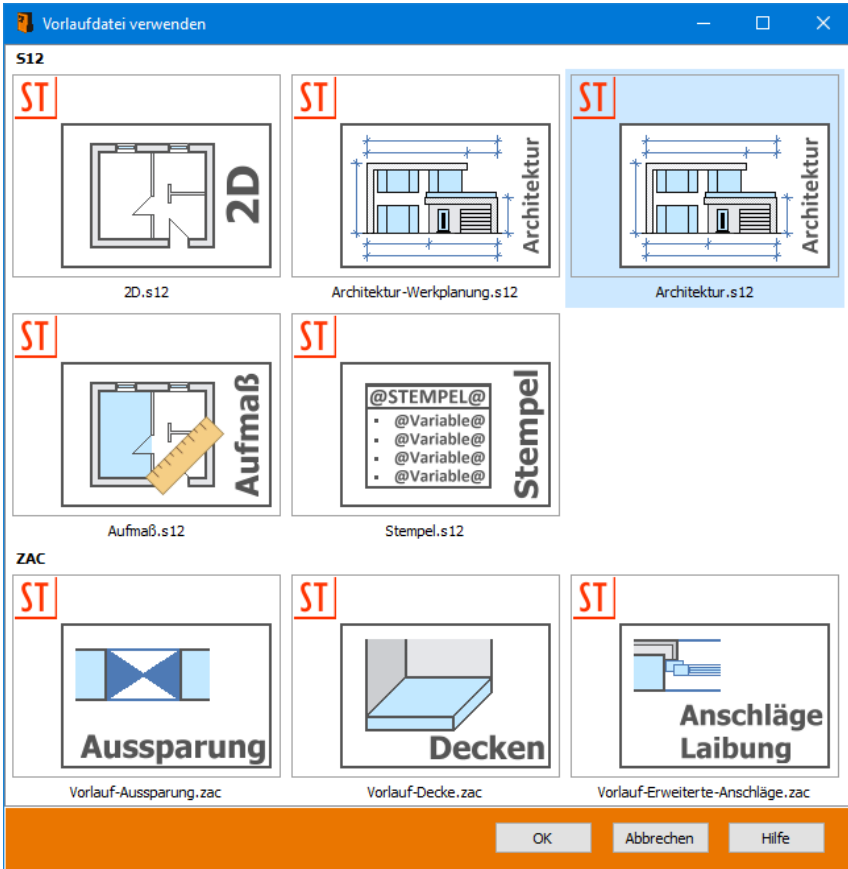 Vorlaufdatei verwenden
S12
ST
2D
2D.s12
ST
Architektur
Architektur-Werkplanung.s12
ST
Architektur
Architektur.s12
ST
Aufmaß
Aufmaß.s12
ST
@STEMPEL@
▪ @Variable@
▪ @Variable@
▪ @Variable@
▪ @Variable@
Stempel
Stempel.s12
ZAC
ST
Aussparung
Vorlauf-Aussparung.zac
ST
Decken
Vorlauf-Decke.zac
ST
Anschläge
Laibung
Vorlauf-Erweiterte-Anschläge.zac
OK
Abbrechen
Hilfe